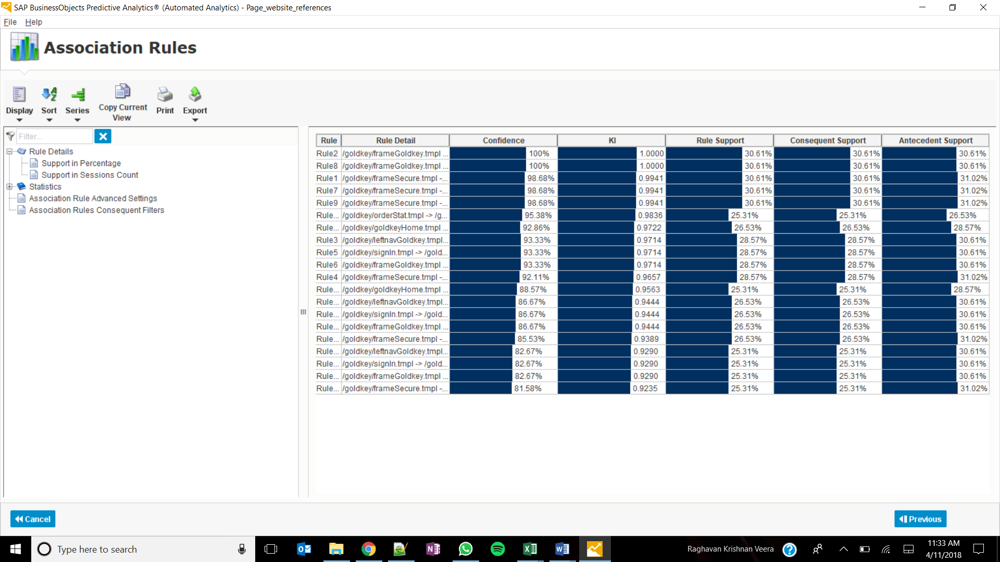 SAP BusinessObjects Predictive Analytics® (Automated Analytics) - Page_website_references
File Help
Association Rules
Display Sort Series Copy Current View Print Export
Filter...
Rule Details
Support in Percentage
Support in Sessions Count
Statistics
Association Rule Advanced Settings
Association Rules Consequent Filters
Rule Rule Detail Confidence KI Rule Support Consequent Support Antecedent Support
Rule2 /goldkey/frameGoldkey.tmpl ... 100% 1.0000 30.61% 30.61% 30.61%
Rule8 /goldkey/frameGoldkey.tmpl ... 100% 1.0000 30.61% 30.61% 30.61%
Rule1 /goldkey/frameSecure.tmpl -... 98.68% 0.9941 30.61% 30.61% 31.02%
Rule7 /goldkey/frameSecure.tmpl -... 98.68% 0.9941 30.61% 30.61% 31.02%
Rule9 /goldkey/frameSecure.tmpl -... 98.68% 0.9941 30.61% 30.61% 31.02%
Rule... /goldkey/orderStat.tmpl -> /g... 95.38% 0.9836 25.31% 25.31% 26.53%
Rule... /goldkey/goldkeyHome.tmpl ... 92.86% 0.9722 26.53% 26.53% 28.57%
Rule3 /goldkey/leftnavGoldkey.tmpl... 93.33% 0.9714 28.57% 28.57% 30.61%
Rule5 /goldkey/signIn.tmpl -> /gold... 93.33% 0.9714 28.57% 28.57% 30.61%
Rule6 /goldkey/frameGoldkey.tmpl ... 93.33% 0.9714 28.57% 28.57% 30.61%
Rule4 /goldkey/frameSecure.tmpl -... 92.11% 0.9657 28.57% 28.57% 31.02%
Rule... /goldkey/goldkeyHome.tmpl ... 88.57% 0.9563 25.31% 25.31% 28.57%
Rule... /goldkey/leftnavGoldkey.tmpl... 86.67% 0.9444 26.53% 26.53% 30.61%
Rule... /goldkey/signIn.tmpl -> /gold... 86.67% 0.9444 26.53% 26.53% 30.61%
Rule... /goldkey/frameGoldkey.tmpl ... 86.67% 0.9444 26.53% 26.53% 30.61%
Rule... /goldkey/frameSecure.tmpl -... 85.53% 0.9389 26.53% 26.53% 31.02%
Rule... /goldkey/leftnavGoldkey.tmpl... 82.67% 0.9290 25.31% 25.31% 30.61%
Rule... /goldkey/signIn.tmpl -> /gold... 82.67% 0.9290 25.31% 25.31% 30.61%
Rule... /goldkey/frameGoldkey.tmpl ... 82.67% 0.9290 25.31% 25.31% 30.61%
Rule... /goldkey/frameSecure.tmpl -... 81.58% 0.9235 25.31% 25.31% 31.02%
Cancel Previous
Type here to search
Raghavan Krishnan Veera
11:33 AM
4/11/2018